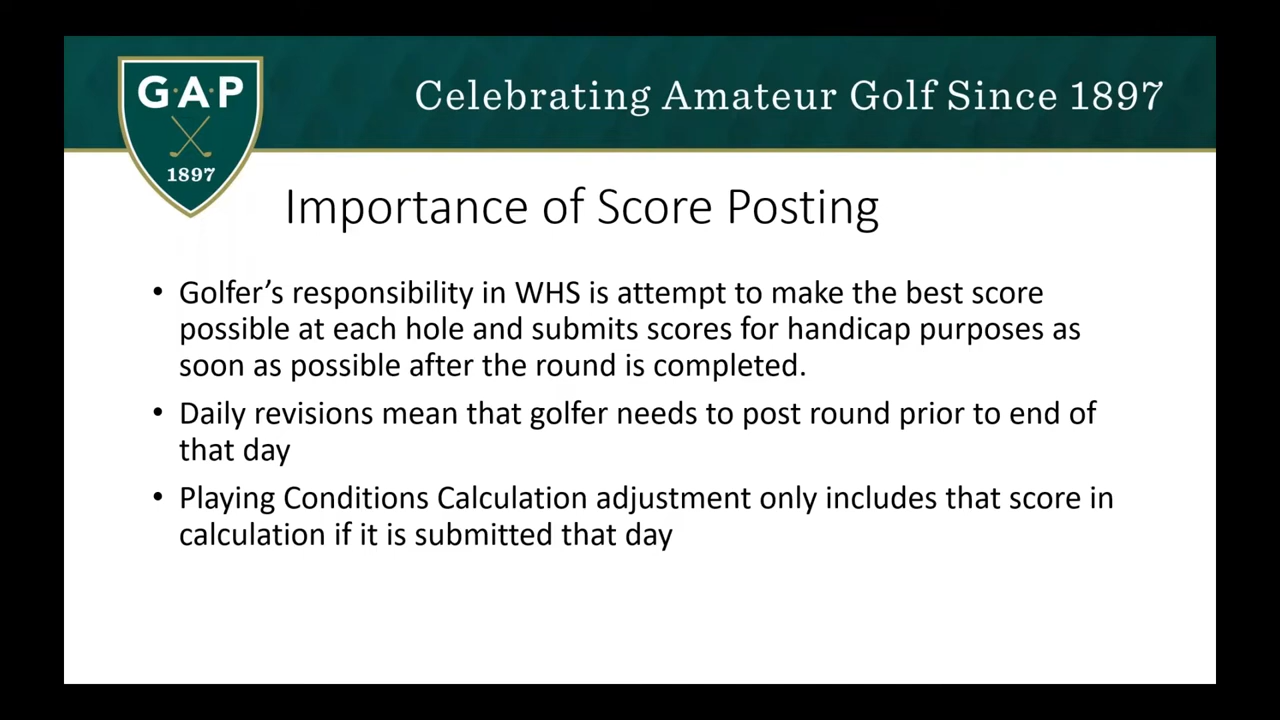 G·A·P
1897
Celebrating Amateur Golf Since 1897
Importance of Score Posting
• Golfer’s responsibility in WHS is attempt to make the best score
possible at each hole and submits scores for handicap purposes as
soon as possible after the round is completed.
• Daily revisions mean that golfer needs to post round prior to end of
that day
• Playing Conditions Calculation adjustment only includes that score in
calculation if it is submitted that day